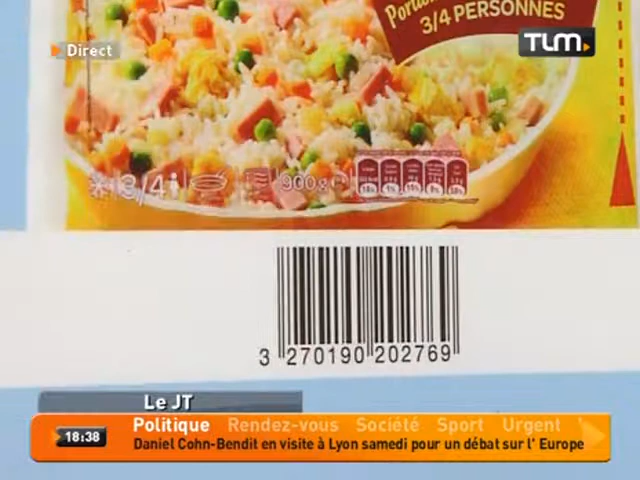 Portion
3/4 PERSONNES
TLM.
Direct
3/4
900g
3 270190 202769
Le JT
Politique Rendez-vous Société Sport Urgent
18:38
Daniel Cohn-Bendit en visite à Lyon samedi pour un débat sur l' Europe